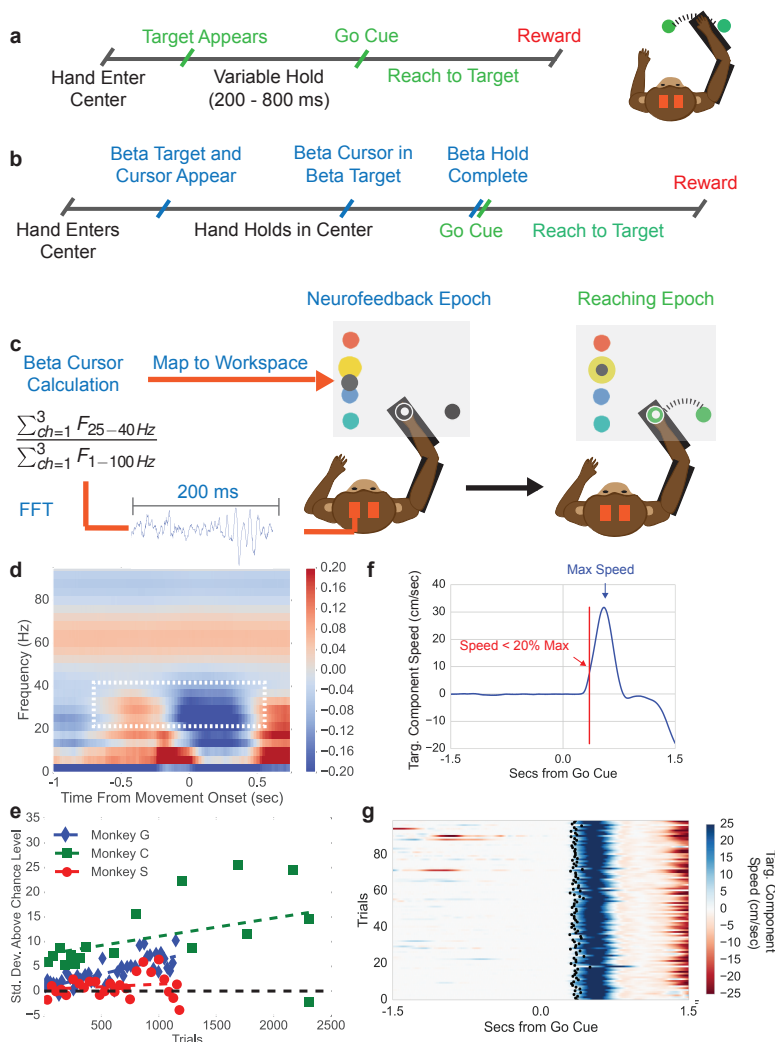 a
Target Appears
Go Cue
Reward
Hand Enter
Center
Variable Hold
(200 - 800 ms)
Reach to Target
b
Beta Target and
Cursor Appear
Beta Cursor in
Beta Target
Beta Hold
Complete
Reward
Hand Enters
Center
Hand Holds in Center
Go Cue
Reach to Target
Neurofeedback Epoch
Reaching Epoch
c
Beta Cursor
Calculation
Map to Workspace
∑³ch=1 F25−40 Hz
∑³ch=1 F1−100 Hz
FFT
200 ms
d
Frequency (Hz)
80
60
40
20
0
-1
-0.5
0
0.5
Time From Movement Onset (sec)
0.20
0.16
0.12
0.08
0.04
0.00
−0.04
−0.08
−0.12
−0.16
−0.20
f
Max Speed
Speed < 20% Max
Targ. Component Speed (cm/sec)
40
30
20
10
0
−10
−20
-1.5
0.0
1.5
Secs from Go Cue
e
Std. Dev. Above Chance Level
35
30
25
20
15
10
5
0
−5
Monkey G
Monkey C
Monkey S
500
1000
1500
2000
2500
Trials
g
Trials
80
60
40
20
0
-1.5
0.0
1.5
Secs from Go Cue
25
20
15
10
5
0
−5
−10
−15
−20
−25
Targ. Component
Speed (cm/sec)